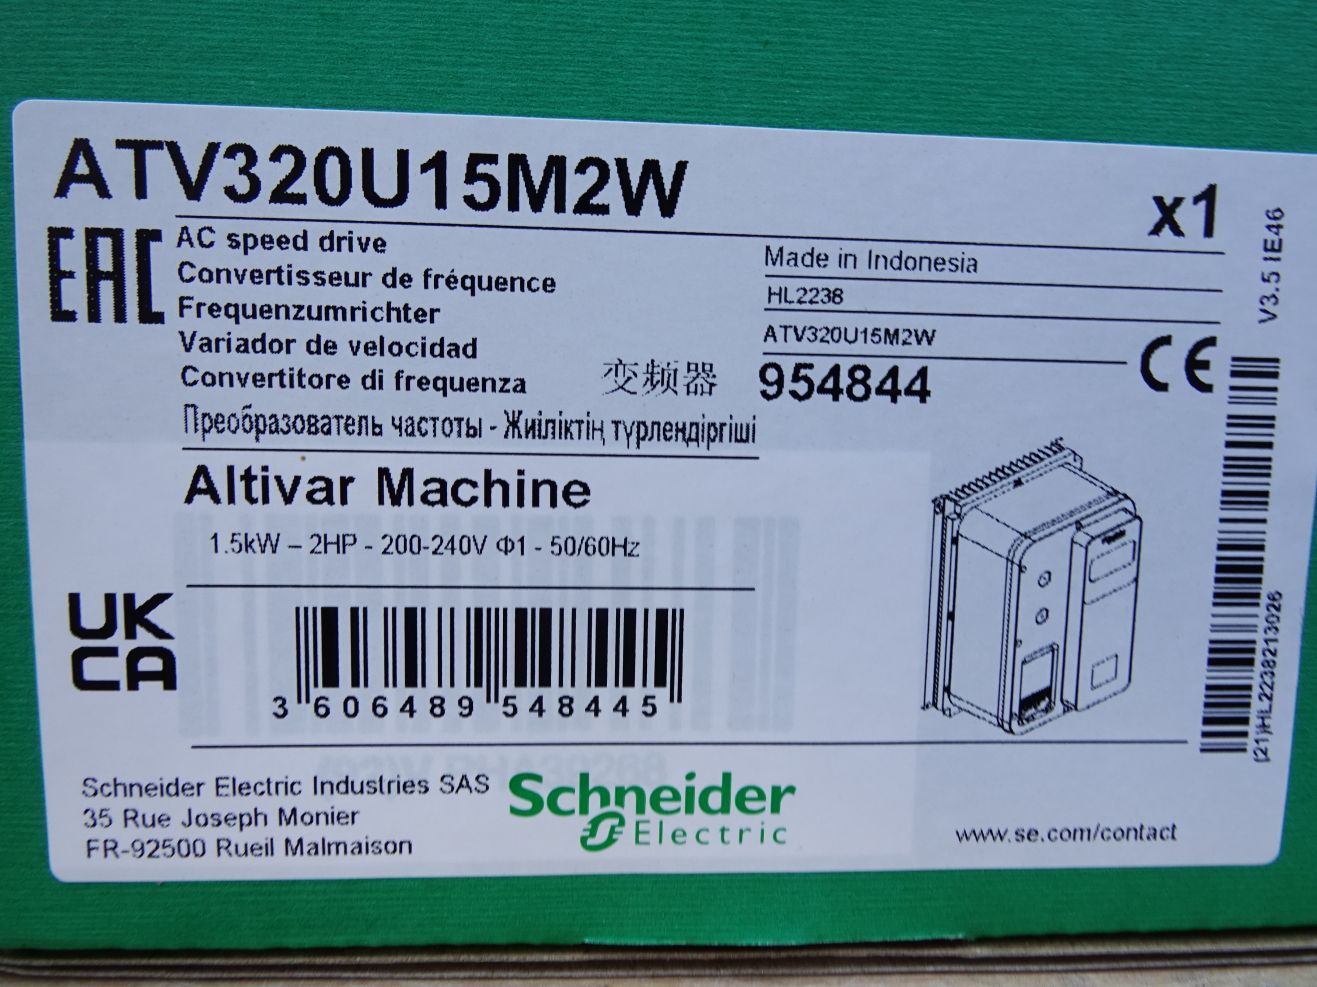 ATV320U15M2W
x1
EAC
AC speed drive
Convertisseur de fréquence
Frequenzumrichter
Variador de velocidad
Convertitore di frequenza
变频器
Преобразователь частоты - Жиіліктің түрлендіргіші
Made in Indonesia
HL2238
ATV320U15M2W
954844
CE
V3.5 IE46
Altivar Machine
1.5kW – 2HP - 200-240V Φ1 - 50/60Hz
UK
CA
3 606489 548445
(21)HL2238213026
Schneider Electric Industries SAS
35 Rue Joseph Monier
FR-92500 Rueil Malmaison
Schneider
Electric
www.se.com/contact